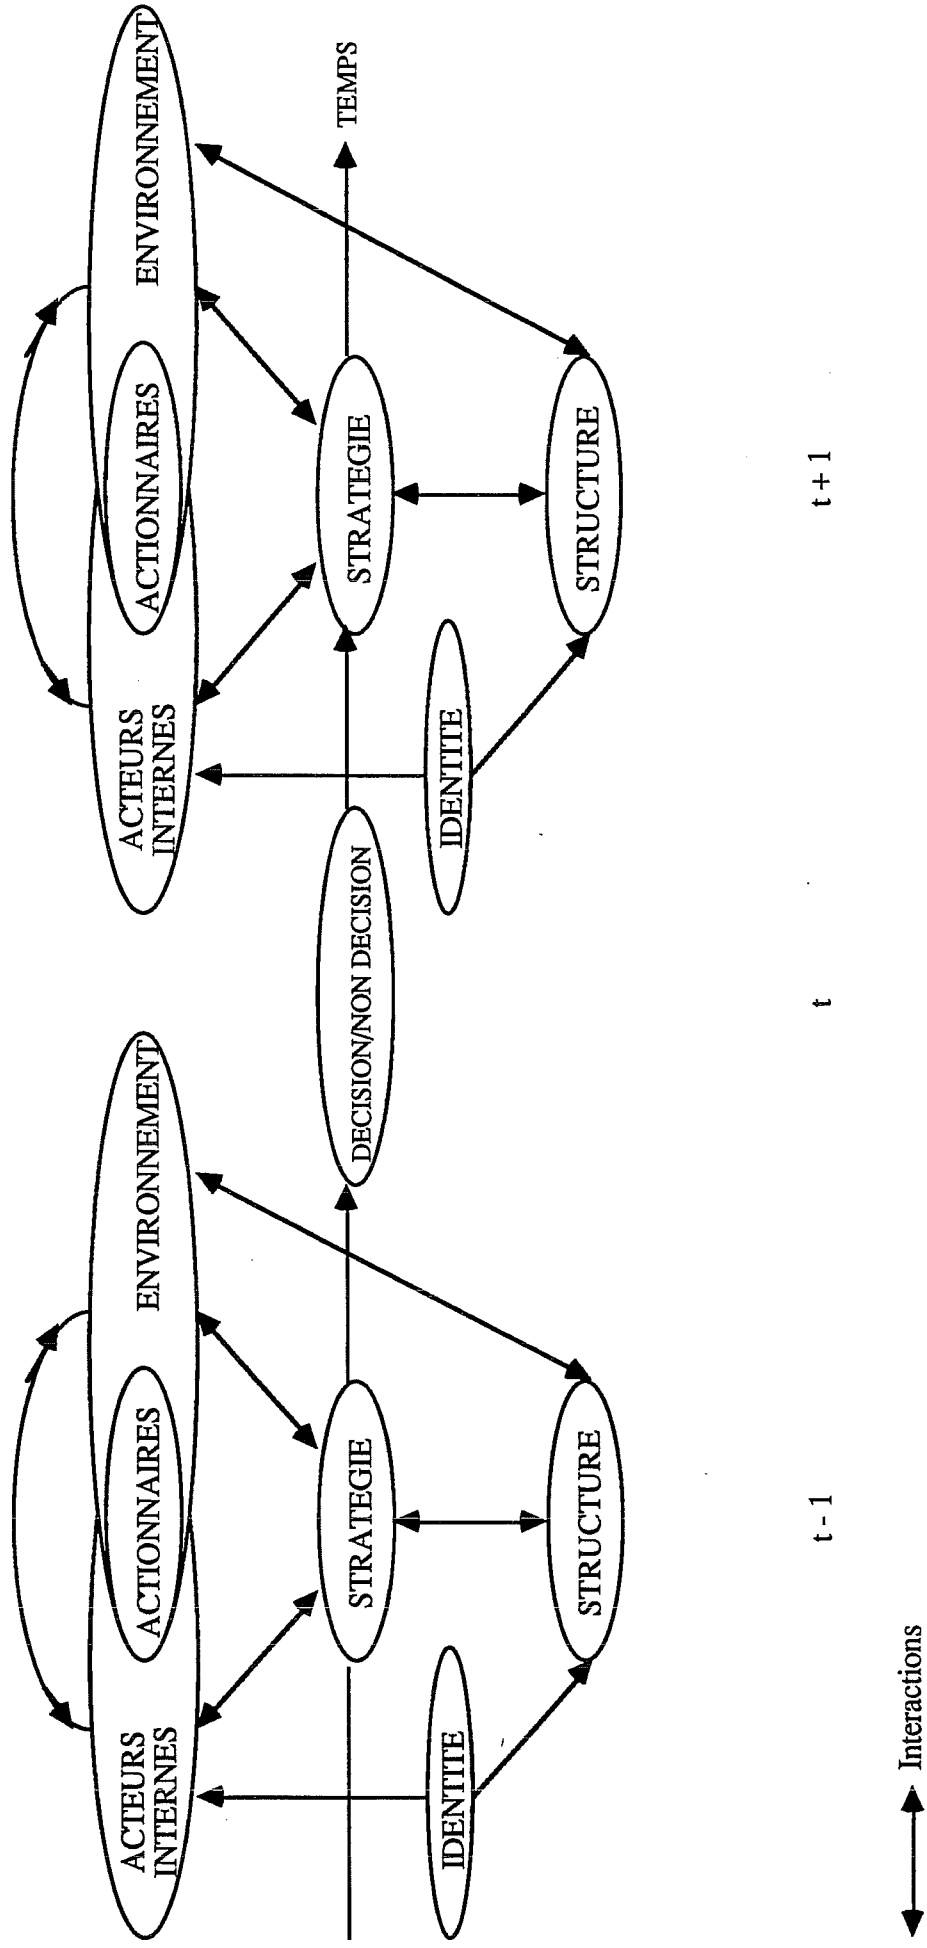 ACTEURS
INTERNES
ACTIONNAIRES
ENVIRONNEMENT
STRATEGIE
IDENTITE
STRUCTURE
DECISION/NON DECISION
ACTEURS
INTERNES
ACTIONNAIRES
ENVIRONNEMENT
STRATEGIE
TEMPS
IDENTITE
STRUCTURE
t - 1
t
t + 1
Interactions